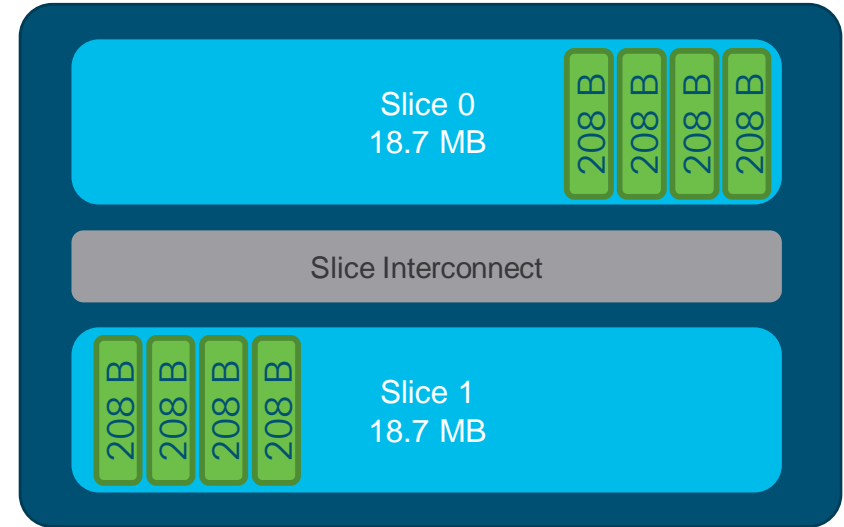 Slice 0
18.7 MB
208 B
208 B
208 B
208 B
Slice Interconnect
208 B
208 B
208 B
208 B
Slice 1
18.7 MB